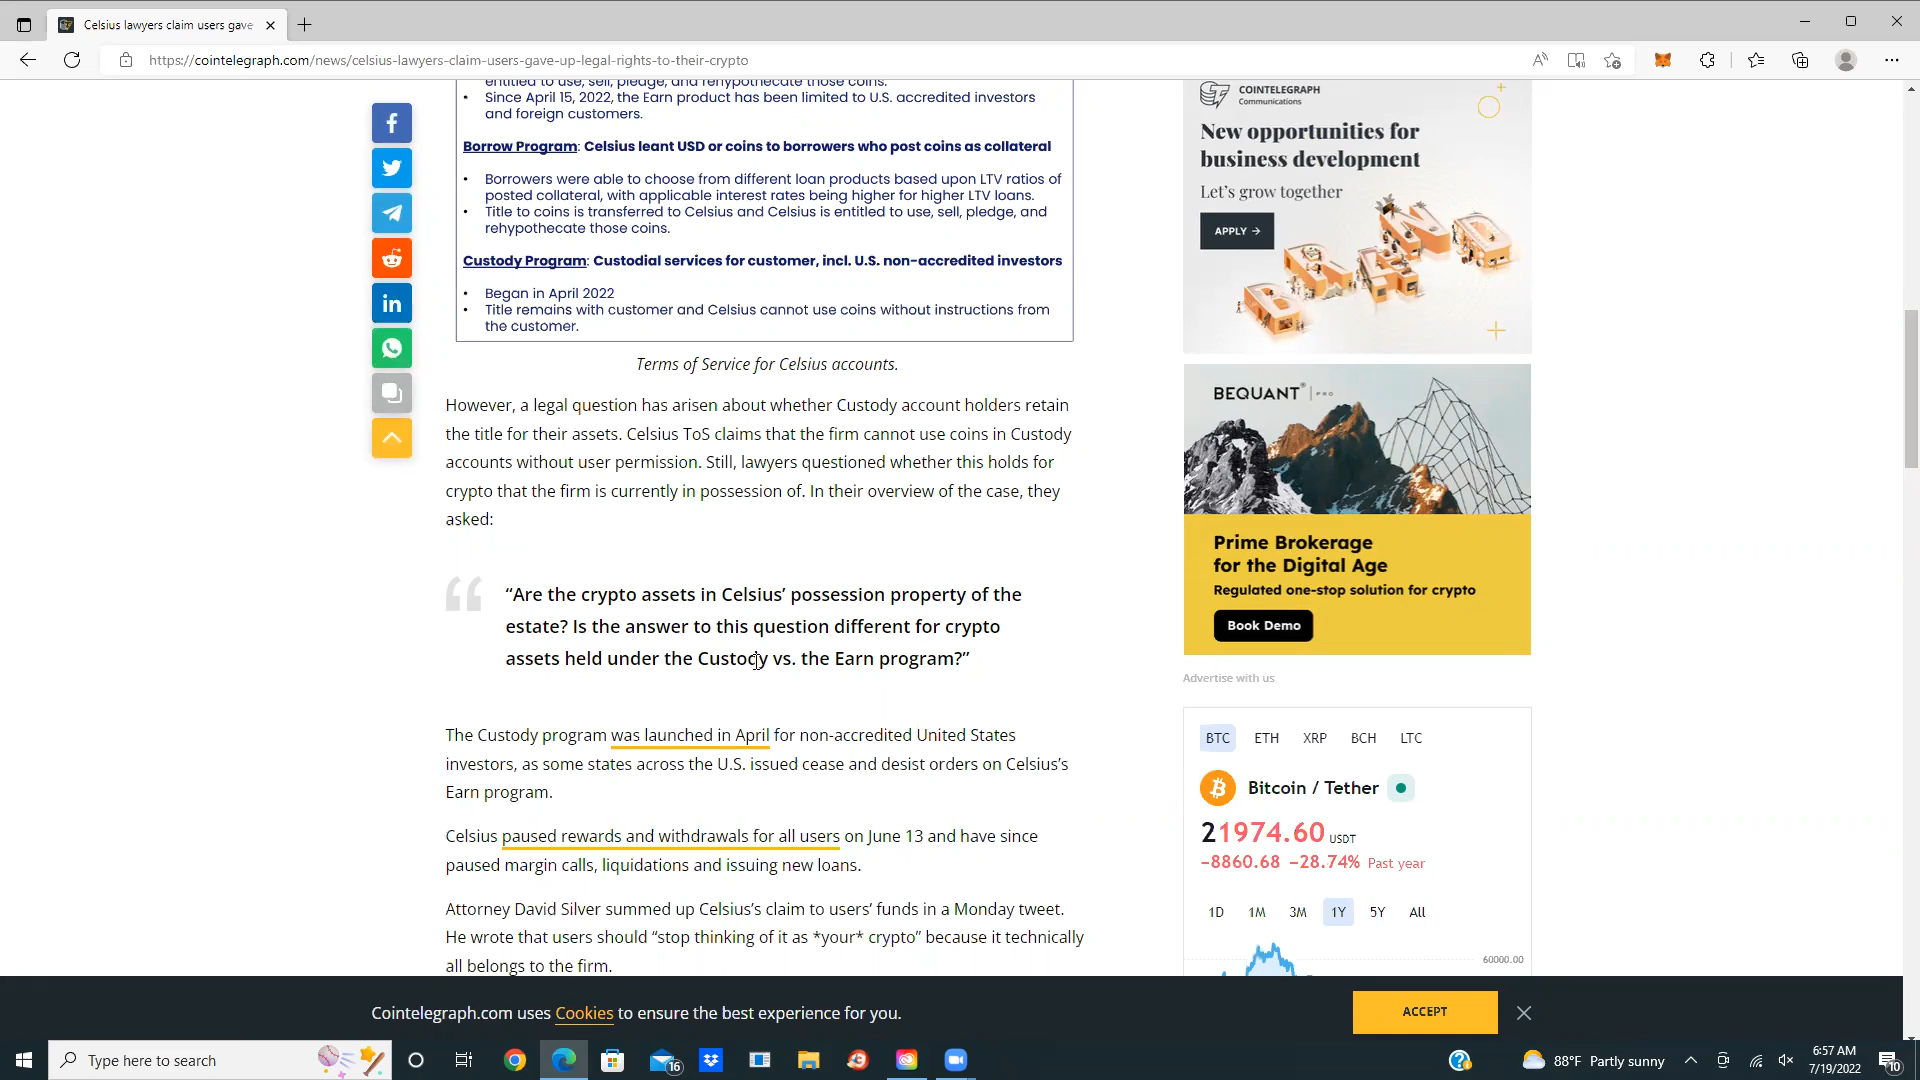 Celsius lawyers claim users gave
https://cointelegraph.com/news/celsius-lawyers-claim-users-gave-up-legal-rights-to-their-crypto
entitled to use, sell, pledge, and rehypothecate those coins.
• Since April 15, 2022, the Earn product has been limited to U.S. accredited investors
and foreign customers.
Borrow Program: Celsius leant USD or coins to borrowers who post coins as collateral
• Borrowers were able to choose from different loan products based upon LTV ratios of
posted collateral, with applicable interest rates being higher for higher LTV loans.
• Title to coins is transferred to Celsius and Celsius is entitled to use, sell, pledge, and
rehypothecate those coins.
Custody Program: Custodial services for customer, incl. U.S. non-accredited investors
• Began in April 2022
• Title remains with customer and Celsius cannot use coins without instructions from
the customer.
Terms of Service for Celsius accounts.
However, a legal question has arisen about whether Custody account holders retain
the title for their assets. Celsius ToS claims that the firm cannot use coins in Custody
accounts without user permission. Still, lawyers questioned whether this holds for
crypto that the firm is currently in possession of. In their overview of the case, they
asked:
“Are the crypto assets in Celsius’ possession property of the
estate? Is the answer to this question different for crypto
assets held under the Custody vs. the Earn program?”
The Custody program was launched in April for non-accredited United States
investors, as some states across the U.S. issued cease and desist orders on Celsius’s
Earn program.
Celsius paused rewards and withdrawals for all users on June 13 and have since
paused margin calls, liquidations and issuing new loans.
Attorney David Silver summed up Celsius’s claim to users’ funds in a Monday tweet.
He wrote that users should “stop thinking of it as *your* crypto” because it technically
all belongs to the firm.
COINTELEGRAPH
Communications
New opportunities for
business development
Let’s grow together
APPLY →
BRAND
BEQUANT® | PRO
Prime Brokerage
for the Digital Age
Regulated one-stop solution for crypto
Book Demo
Advertise with us
BTC ETH XRP BCH LTC
Bitcoin / Tether
21974.60 USDT
−8860.68 −28.74% Past year
1D 1M 3M 1Y 5Y All
60000.00
Cointelegraph.com uses Cookies to ensure the best experience for you.
ACCEPT
Type here to search
16
88°F Partly sunny
6:57 AM
7/19/2022
10